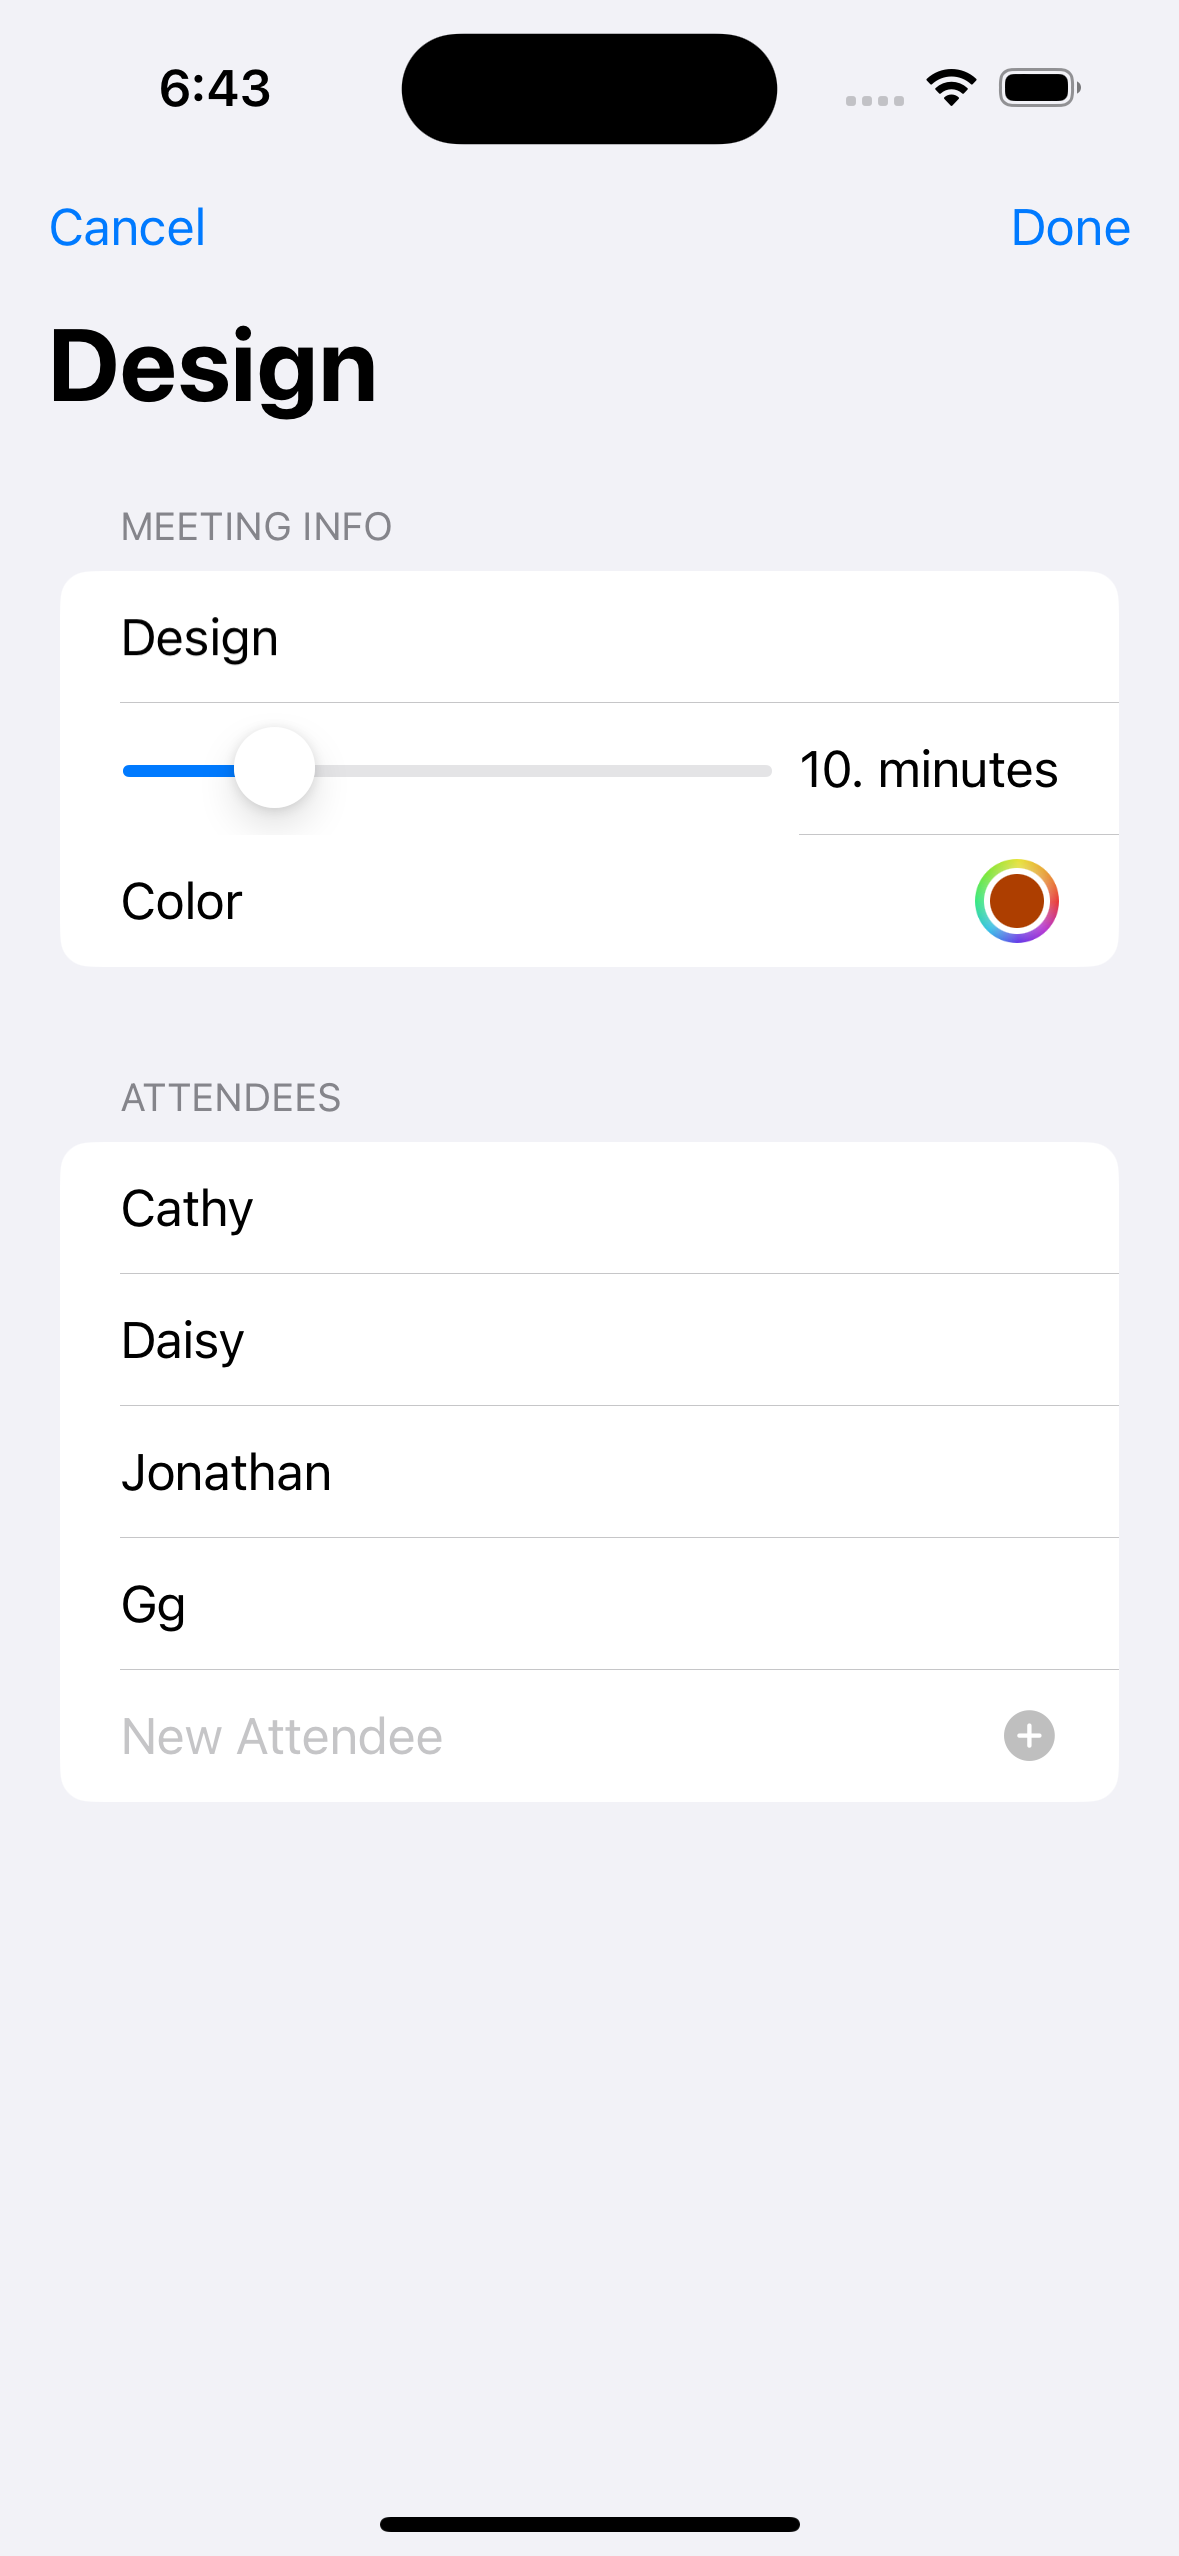 6:43
Cancel
Done
Design
MEETING INFO
Design
10. minutes
Color
ATTENDEES
Cathy
Daisy
Jonathan
Gg
New Attendee